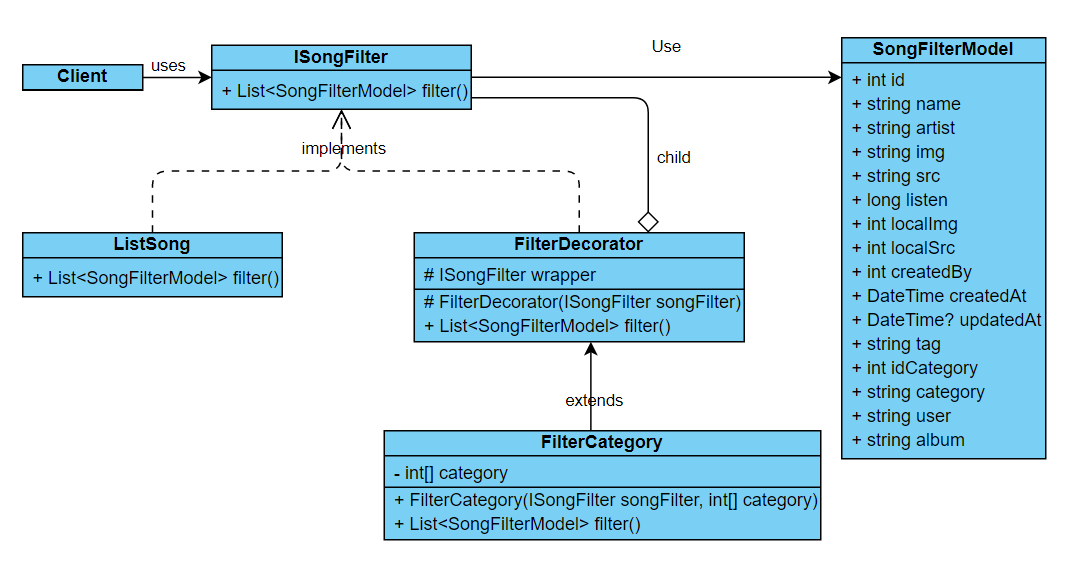 Client
uses
ISongFilter
+ List<SongFilterModel> filter()
Use
child
implements
SongFilterModel
+ int id
+ string name
+ string artist
+ string img
+ string src
+ long listen
+ int localImg
+ int localSrc
+ int createdBy
+ DateTime createdAt
+ DateTime? updatedAt
+ string tag
+ int idCategory
+ string category
+ string user
+ string album
ListSong
+ List<SongFilterModel> filter()
FilterDecorator
# ISongFilter wrapper
# FilterDecorator(ISongFilter songFilter)
+ List<SongFilterModel> filter()
extends
FilterCategory
- int[] category
+ FilterCategory(ISongFilter songFilter, int[] category)
+ List<SongFilterModel> filter()